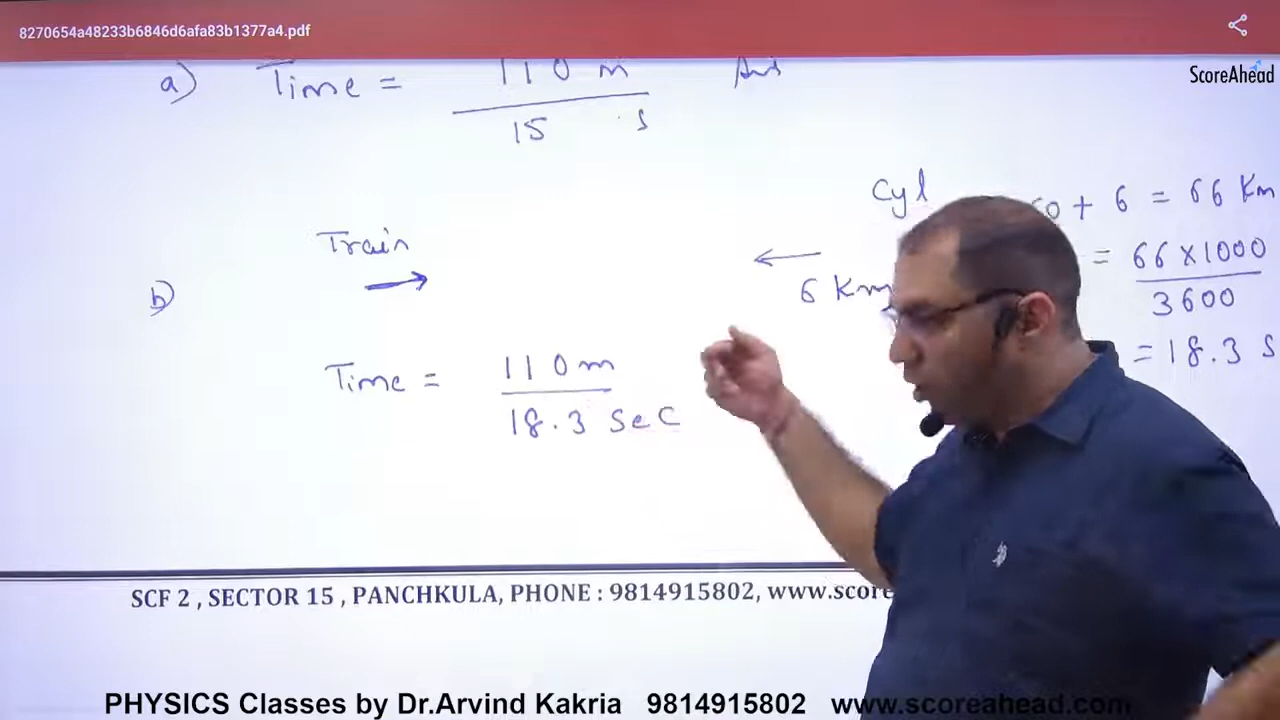 8270654a48233b6846d6afa83b1377a4.pdf
ScoreAhead
a) Time = 110 m Ans
15 s
Cyl
60 + 6 = 66 Km
Train
= 66 x 1000
3600
b)
6 Km
= 18.3 S
Time = 110 m
18.3 Sec
SCF 2 , SECTOR 15 , PANCHKULA, PHONE : 9814915802, www.score
PHYSICS Classes by Dr.Arvind Kakria 9814915802 www.scoreahead.com